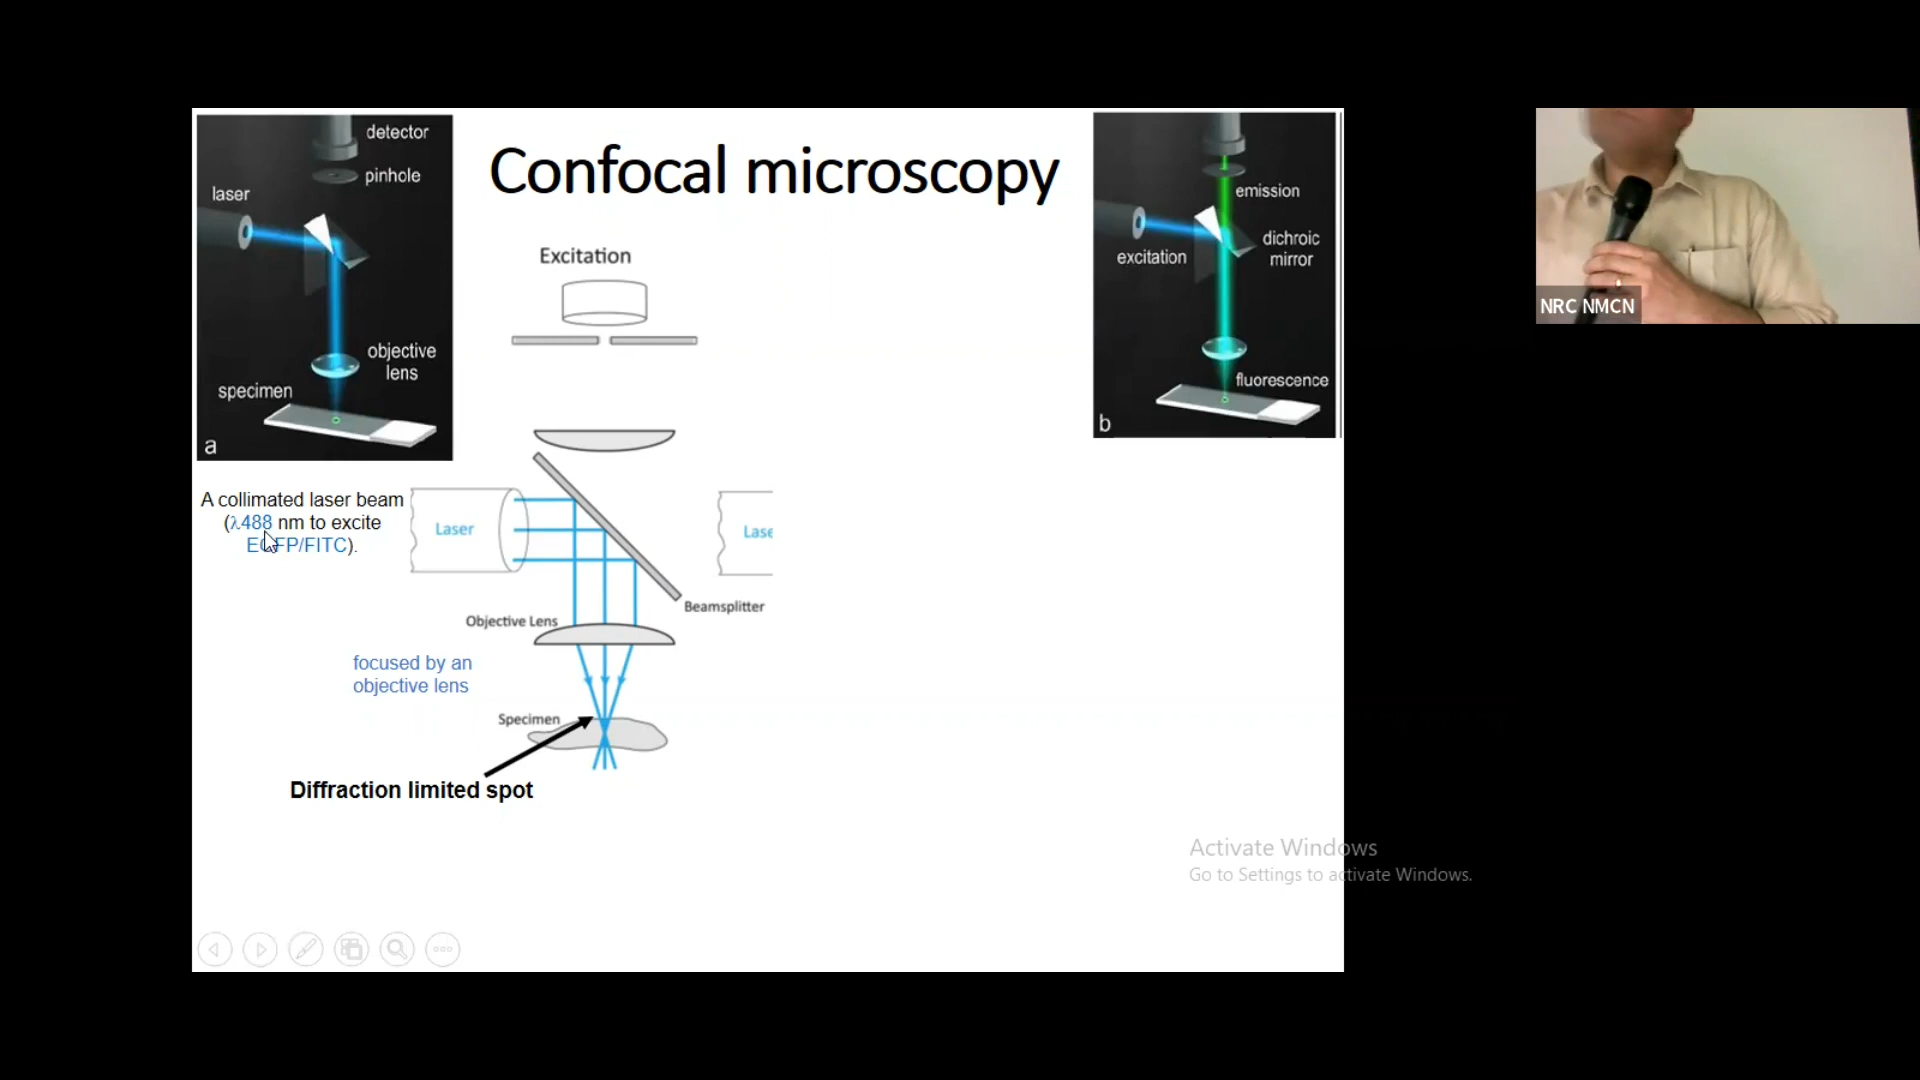 Confocal microscopy
detector
pinhole
laser
objective
lens
specimen
a
emission
excitation
dichroic
mirror
fluorescence
b
Excitation
A collimated laser beam
(λ488 nm to excite
FP/FITC).
Laser
Lase
Beamsplitter
Objective Lens
focused by an
objective lens
Specimen
Diffraction limited spot
NRC NMCN
Activate Windows
Go to Settings to activate Windows.